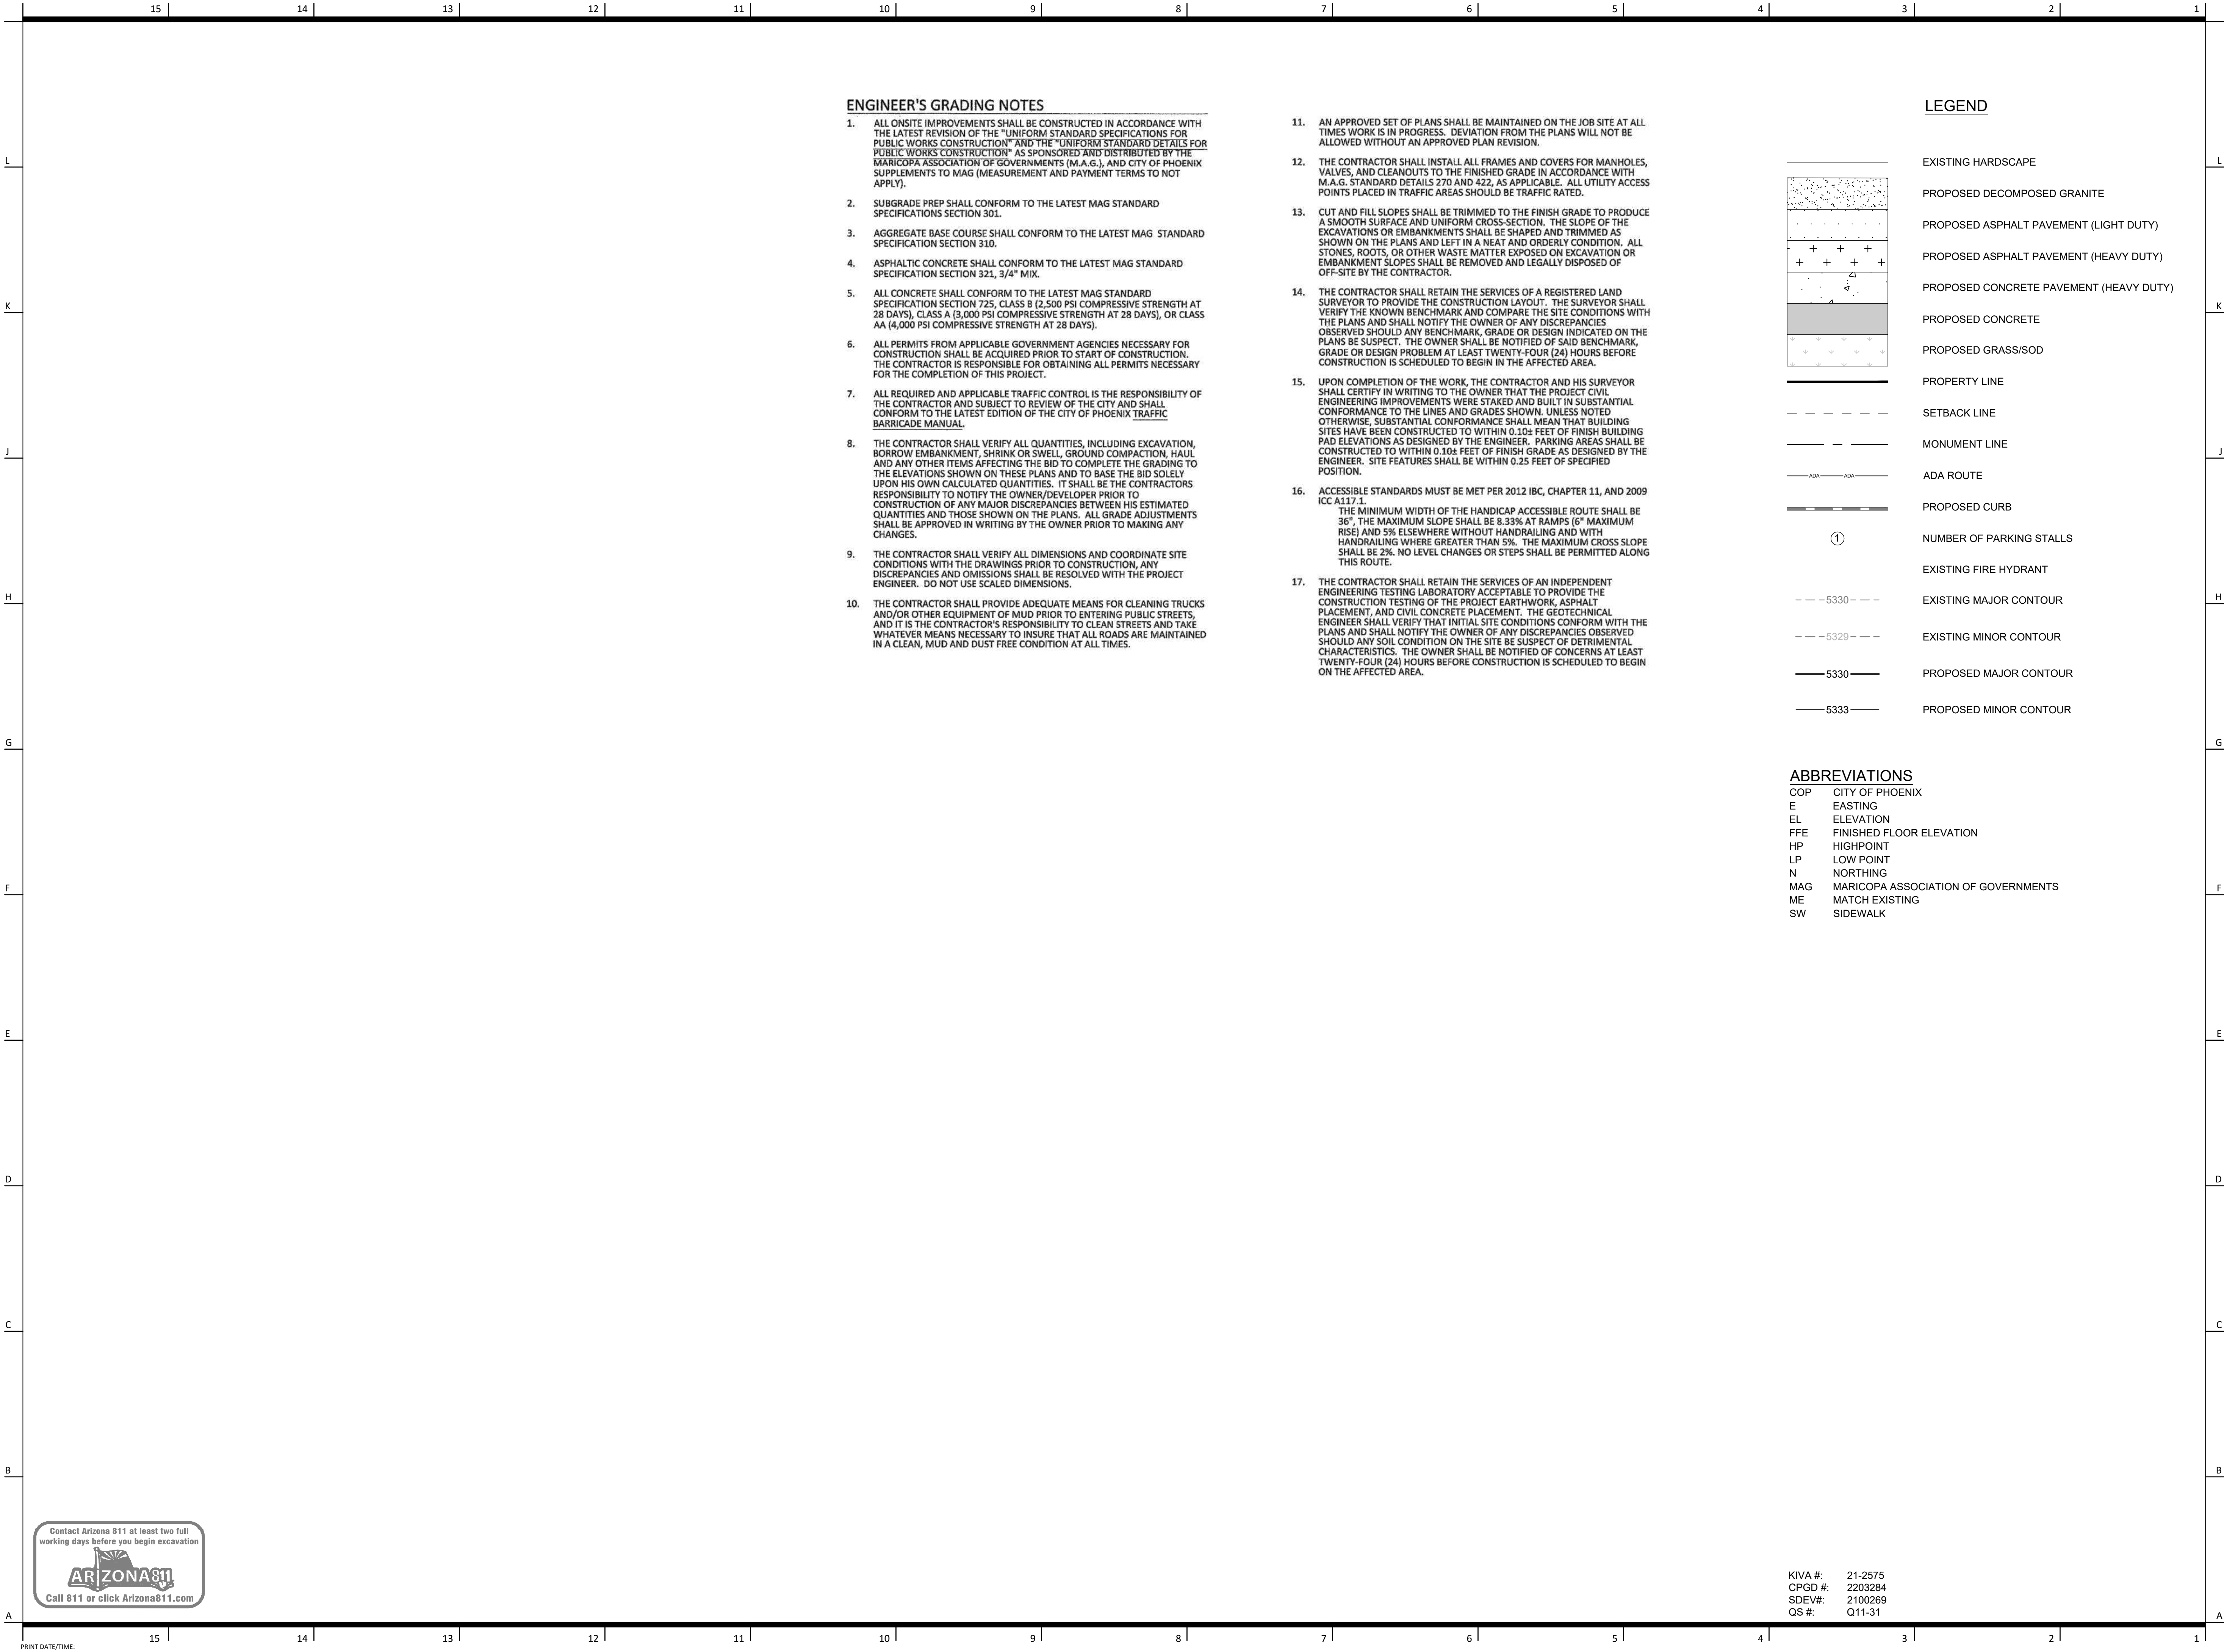 15 14 13 12 11 10 9 8 7 6 5 4 3 2 1
ENGINEER'S GRADING NOTES
1. ALL ONSITE IMPROVEMENTS SHALL BE CONSTRUCTED IN ACCORDANCE WITH
THE LATEST REVISION OF THE "UNIFORM STANDARD SPECIFICATIONS FOR
PUBLIC WORKS CONSTRUCTION" AND THE "UNIFORM STANDARD DETAILS FOR
PUBLIC WORKS CONSTRUCTION" AS SPONSORED AND DISTRIBUTED BY THE
MARICOPA ASSOCIATION OF GOVERNMENTS (M.A.G.), AND CITY OF PHOENIX
SUPPLEMENTS TO MAG (MEASUREMENT AND PAYMENT TERMS TO NOT
APPLY).
2. SUBGRADE PREP SHALL CONFORM TO THE LATEST MAG STANDARD
SPECIFICATIONS SECTION 301.
3. AGGREGATE BASE COURSE SHALL CONFORM TO THE LATEST MAG STANDARD
SPECIFICATION SECTION 310.
4. ASPHALTIC CONCRETE SHALL CONFORM TO THE LATEST MAG STANDARD
SPECIFICATION SECTION 321, 3/4" MIX.
5. ALL CONCRETE SHALL CONFORM TO THE LATEST MAG STANDARD
SPECIFICATION SECTION 725, CLASS B (2,500 PSI COMPRESSIVE STRENGTH AT
28 DAYS), CLASS A (3,000 PSI COMPRESSIVE STRENGTH AT 28 DAYS), OR CLASS
AA (4,000 PSI COMPRESSIVE STRENGTH AT 28 DAYS).
6. ALL PERMITS FROM APPLICABLE GOVERNMENT AGENCIES NECESSARY FOR
CONSTRUCTION SHALL BE ACQUIRED PRIOR TO START OF CONSTRUCTION.
THE CONTRACTOR IS RESPONSIBLE FOR OBTAINING ALL PERMITS NECESSARY
FOR THE COMPLETION OF THIS PROJECT.
7. ALL REQUIRED AND APPLICABLE TRAFFIC CONTROL IS THE RESPONSIBILITY OF
THE CONTRACTOR AND SUBJECT TO REVIEW OF THE CITY AND SHALL
CONFORM TO THE LATEST EDITION OF THE CITY OF PHOENIX TRAFFIC
BARRICADE MANUAL.
8. THE CONTRACTOR SHALL VERIFY ALL QUANTITIES, INCLUDING EXCAVATION,
BORROW EMBANKMENT, SHRINK OR SWELL, GROUND COMPACTION, HAUL
AND ANY OTHER ITEMS AFFECTING THE BID TO COMPLETE THE GRADING TO
THE ELEVATIONS SHOWN ON THESE PLANS AND TO BASE THE BID SOLELY
UPON HIS OWN CALCULATED QUANTITIES. IT SHALL BE THE CONTRACTORS
RESPONSIBILITY TO NOTIFY THE OWNER/DEVELOPER PRIOR TO
CONSTRUCTION OF ANY MAJOR DISCREPANCIES BETWEEN HIS ESTIMATED
QUANTITIES AND THOSE SHOWN ON THE PLANS. ALL GRADE ADJUSTMENTS
SHALL BE APPROVED IN WRITING BY THE OWNER PRIOR TO MAKING ANY
CHANGES.
9. THE CONTRACTOR SHALL VERIFY ALL DIMENSIONS AND COORDINATE SITE
CONDITIONS WITH THE DRAWINGS PRIOR TO CONSTRUCTION, ANY
DISCREPANCIES AND OMISSIONS SHALL BE RESOLVED WITH THE PROJECT
ENGINEER. DO NOT USE SCALED DIMENSIONS.
10. THE CONTRACTOR SHALL PROVIDE ADEQUATE MEANS FOR CLEANING TRUCKS
AND/OR OTHER EQUIPMENT OF MUD PRIOR TO ENTERING PUBLIC STREETS,
AND IT IS THE CONTRACTOR'S RESPONSIBILITY TO CLEAN STREETS AND TAKE
WHATEVER MEANS NECESSARY TO INSURE THAT ALL ROADS ARE MAINTAINED
IN A CLEAN, MUD AND DUST FREE CONDITION AT ALL TIMES.
11. AN APPROVED SET OF PLANS SHALL BE MAINTAINED ON THE JOB SITE AT ALL
TIMES WORK IS IN PROGRESS. DEVIATION FROM THE PLANS WILL NOT BE
ALLOWED WITHOUT AN APPROVED PLAN REVISION.
12. THE CONTRACTOR SHALL INSTALL ALL FRAMES AND COVERS FOR MANHOLES,
VALVES, AND CLEANOUTS TO THE FINISHED GRADE IN ACCORDANCE WITH
M.A.G. STANDARD DETAILS 270 AND 422, AS APPLICABLE. ALL UTILITY ACCESS
POINTS PLACED IN TRAFFIC AREAS SHOULD BE TRAFFIC RATED.
13. CUT AND FILL SLOPES SHALL BE TRIMMED TO THE FINISH GRADE TO PRODUCE
A SMOOTH SURFACE AND UNIFORM CROSS-SECTION. THE SLOPE OF THE
EXCAVATIONS OR EMBANKMENTS SHALL BE SHAPED AND TRIMMED AS
SHOWN ON THE PLANS AND LEFT IN A NEAT AND ORDERLY CONDITION. ALL
STONES, ROOTS, OR OTHER WASTE MATTER EXPOSED ON EXCAVATION OR
EMBANKMENT SLOPES SHALL BE REMOVED AND LEGALLY DISPOSED OF
OFF-SITE BY THE CONTRACTOR.
14. THE CONTRACTOR SHALL RETAIN THE SERVICES OF A REGISTERED LAND
SURVEYOR TO PROVIDE THE CONSTRUCTION LAYOUT. THE SURVEYOR SHALL
VERIFY THE KNOWN BENCHMARK AND COMPARE THE SITE CONDITIONS WITH
THE PLANS AND SHALL NOTIFY THE OWNER OF ANY DISCREPANCIES
OBSERVED SHOULD ANY BENCHMARK, GRADE OR DESIGN INDICATED ON THE
PLANS BE SUSPECT. THE OWNER SHALL BE NOTIFIED OF SAID BENCHMARK,
GRADE OR DESIGN PROBLEM AT LEAST TWENTY-FOUR (24) HOURS BEFORE
CONSTRUCTION IS SCHEDULED TO BEGIN IN THE AFFECTED AREA.
15. UPON COMPLETION OF THE WORK, THE CONTRACTOR AND HIS SURVEYOR
SHALL CERTIFY IN WRITING TO THE OWNER THAT THE PROJECT CIVIL
ENGINEERING IMPROVEMENTS WERE STAKED AND BUILT IN SUBSTANTIAL
CONFORMANCE TO THE LINES AND GRADES SHOWN. UNLESS NOTED
OTHERWISE, SUBSTANTIAL CONFORMANCE SHALL MEAN THAT BUILDING
SITES HAVE BEEN CONSTRUCTED TO WITHIN 0.10± FEET OF FINISH BUILDING
PAD ELEVATIONS AS DESIGNED BY THE ENGINEER. PARKING AREAS SHALL BE
CONSTRUCTED TO WITHIN 0.10± FEET OF FINISH GRADE AS DESIGNED BY THE
ENGINEER. SITE FEATURES SHALL BE WITHIN 0.25 FEET OF SPECIFIED
POSITION.
16. ACCESSIBLE STANDARDS MUST BE MET PER 2012 IBC, CHAPTER 11, AND 2009
ICC A117.1.
THE MINIMUM WIDTH OF THE HANDICAP ACCESSIBLE ROUTE SHALL BE
36", THE MAXIMUM SLOPE SHALL BE 8.33% AT RAMPS (6" MAXIMUM
RISE) AND 5% ELSEWHERE WITHOUT HANDRAILING AND WITH
HANDRAILING WHERE GREATER THAN 5%. THE MAXIMUM CROSS SLOPE
SHALL BE 2%. NO LEVEL CHANGES OR STEPS SHALL BE PERMITTED ALONG
THIS ROUTE.
17. THE CONTRACTOR SHALL RETAIN THE SERVICES OF AN INDEPENDENT
ENGINEERING TESTING LABORATORY ACCEPTABLE TO PROVIDE THE
CONSTRUCTION TESTING OF THE PROJECT EARTHWORK, ASPHALT
PLACEMENT, AND CIVIL CONCRETE PLACEMENT. THE GEOTECHNICAL
ENGINEER SHALL VERIFY THAT INITIAL SITE CONDITIONS CONFORM WITH THE
PLANS AND SHALL NOTIFY THE OWNER OF ANY DISCREPANCIES OBSERVED
SHOULD ANY SOIL CONDITION ON THE SITE BE SUSPECT OF DETRIMENTAL
CHARACTERISTICS. THE OWNER SHALL BE NOTIFIED OF CONCERNS AT LEAST
TWENTY-FOUR (24) HOURS BEFORE CONSTRUCTION IS SCHEDULED TO BEGIN
ON THE AFFECTED AREA.
LEGEND
EXISTING HARDSCAPE
PROPOSED DECOMPOSED GRANITE
PROPOSED ASPHALT PAVEMENT (LIGHT DUTY)
PROPOSED ASPHALT PAVEMENT (HEAVY DUTY)
PROPOSED CONCRETE PAVEMENT (HEAVY DUTY)
PROPOSED CONCRETE
PROPOSED GRASS/SOD
PROPERTY LINE
SETBACK LINE
MONUMENT LINE
ADA ADA ADA ROUTE
PROPOSED CURB
1 NUMBER OF PARKING STALLS
EXISTING FIRE HYDRANT
5330 EXISTING MAJOR CONTOUR
5329 EXISTING MINOR CONTOUR
5330 PROPOSED MAJOR CONTOUR
5333 PROPOSED MINOR CONTOUR
ABBREVIATIONS
COP CITY OF PHOENIX
E EASTING
EL ELEVATION
FFE FINISHED FLOOR ELEVATION
HP HIGHPOINT
LP LOW POINT
N NORTHING
MAG MARICOPA ASSOCIATION OF GOVERNMENTS
ME MATCH EXISTING
SW SIDEWALK
L L
K K
J J
H H
G G
F F
E E
D D
C C
B B
A A
Contact Arizona 811 at least two full
working days before you begin excavation
ARIZONA811
Call 811 or click Arizona811.com
KIVA #: 21-2575
CPGD #: 2203284
SDEV#: 2100269
QS #: Q11-31
15 14 13 12 11 10 9 8 7 6 5 4 3 2 1
PRINT DATE/TIME: